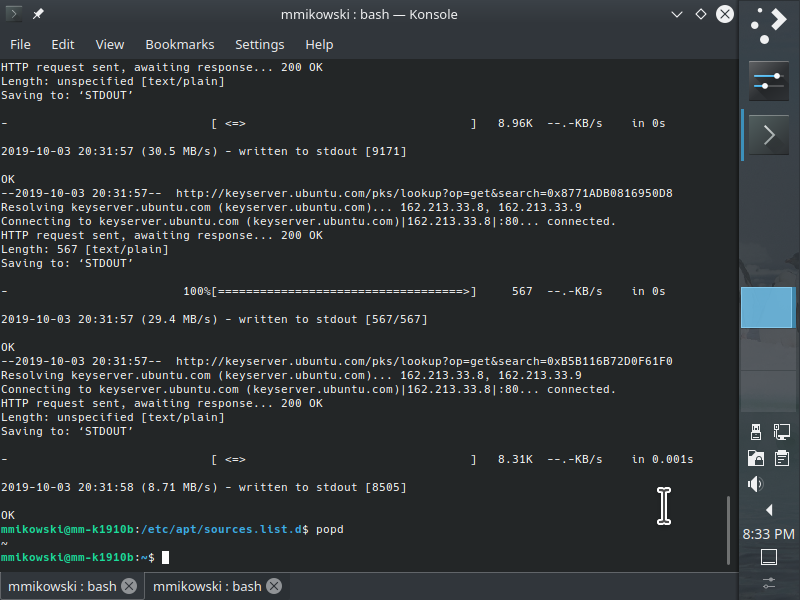 mmikowski : bash — Konsole
File Edit View Bookmarks Settings Help
HTTP request sent, awaiting response... 200 OK
Length: unspecified [text/plain]
Saving to: ‘STDOUT’
- [ <=> ] 8.96K --.-KB/s in 0s
2019-10-03 20:31:57 (30.5 MB/s) - written to stdout [9171]
OK
--2019-10-03 20:31:57-- http://keyserver.ubuntu.com/pks/lookup?op=get&search=0x8771ADB0816950D8
Resolving keyserver.ubuntu.com (keyserver.ubuntu.com)... 162.213.33.8, 162.213.33.9
Connecting to keyserver.ubuntu.com (keyserver.ubuntu.com)|162.213.33.8|:80... connected.
HTTP request sent, awaiting response... 200 OK
Length: 567 [text/plain]
Saving to: ‘STDOUT’
- 100%[===================================>] 567 --.-KB/s in 0s
2019-10-03 20:31:57 (29.4 MB/s) - written to stdout [567/567]
OK
--2019-10-03 20:31:57-- http://keyserver.ubuntu.com/pks/lookup?op=get&search=0xB5B116B72D0F61F0
Resolving keyserver.ubuntu.com (keyserver.ubuntu.com)... 162.213.33.8, 162.213.33.9
Connecting to keyserver.ubuntu.com (keyserver.ubuntu.com)|162.213.33.8|:80... connected.
HTTP request sent, awaiting response... 200 OK
Length: unspecified [text/plain]
Saving to: ‘STDOUT’
- [ <=> ] 8.31K --.-KB/s in 0.001s
2019-10-03 20:31:58 (8.71 MB/s) - written to stdout [8505]
OK
mmikowski@mm-k1910b:/etc/apt/sources.list.d$ popd
~
mmikowski@mm-k1910b:~$
mmikowski : bash mmikowski : bash
8:33 PM